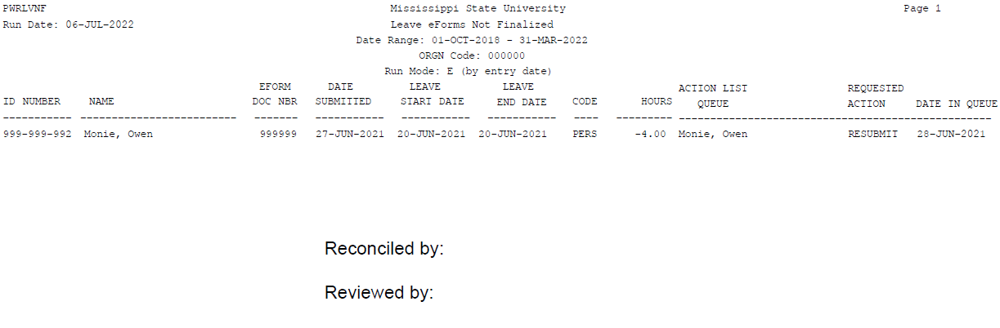 PWRLVNF Mississippi State University Page 1
Run Date: 06-JUL-2022 Leave eForms Not Finalized
Date Range: 01-OCT-2018 - 31-MAR-2022
ORGN Code: 000000
Run Mode: E (by entry date)
EFORM DATE LEAVE LEAVE ACTION LIST REQUESTED
ID NUMBER NAME DOC NBR SUBMITTED START DATE END DATE CODE HOURS QUEUE ACTION DATE IN QUEUE
999-999-992 Monie, Owen 999999 27-JUN-2021 20-JUN-2021 20-JUN-2021 PERS -4.00 Monie, Owen RESUBMIT 28-JUN-2021
Reconciled by:
Reviewed by: